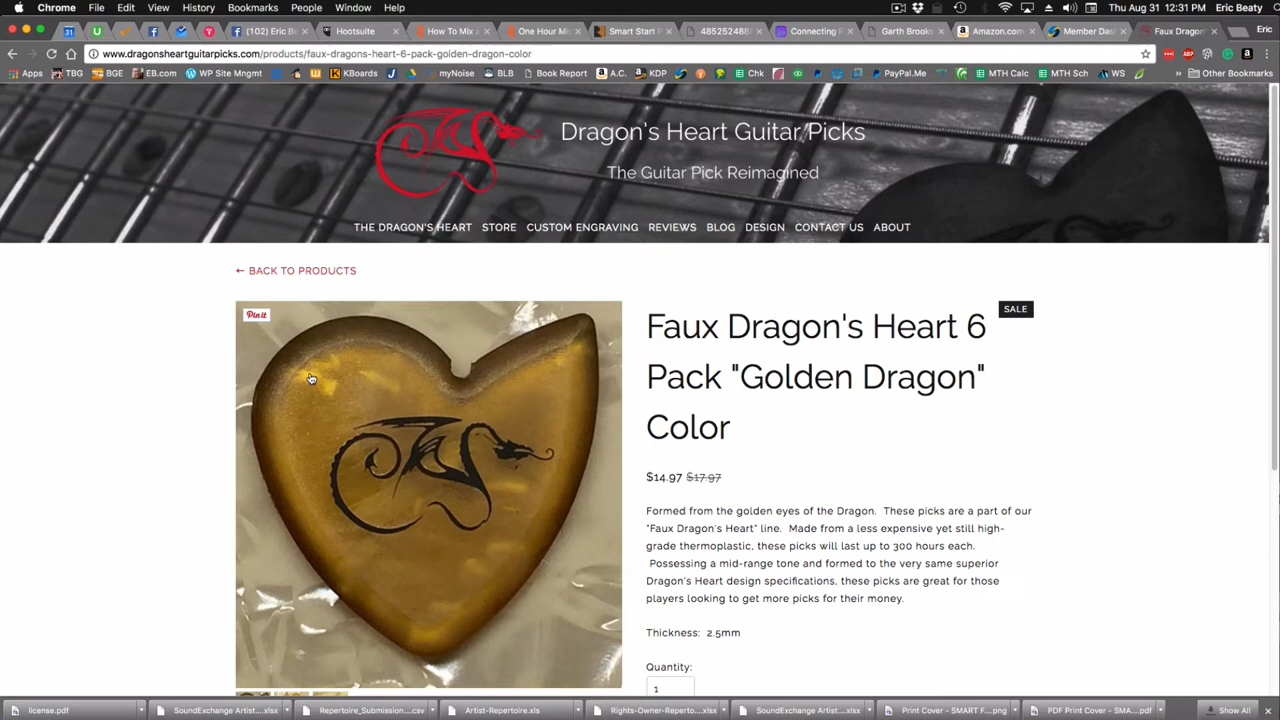 Chrome File Edit View History Bookmarks People Window Help Thu Aug 31 12:31 PM Eric Beaty
(102) Eric B Hootsuite How To Mix One Hour Mix Smart Start P 485252488 Connecting F Garth Brooks Amazon.com Member Das Faux Dragon' Eric
www.dragonsheartguitarpicks.com/products/faux-dragons-heart-6-pack-golden-dragon-color
Apps TBG BGE EB.com WP Site Mngmt KBoards myNoise BLB Book Report A.C. KDP Chk PayPal.Me MTH Calc MTH Sch WS » Other Bookmarks
Dragon's Heart Guitar Picks
The Guitar Pick Reimagined
THE DRAGON'S HEART STORE CUSTOM ENGRAVING REVIEWS BLOG DESIGN CONTACT US ABOUT
← BACK TO PRODUCTS
Pin it
SALE
Faux Dragon's Heart 6
Pack "Golden Dragon"
Color
$14.97 $17.97
Formed from the golden eyes of the Dragon. These picks are a part of our
"Faux Dragon's Heart" line. Made from a less expensive yet still high-
grade thermoplastic, these picks will last up to 300 hours each.
Possessing a mid-range tone and formed to the very same superior
Dragon's Heart design specifications, these picks are great for those
players looking to get more picks for their money.
Thickness: 2.5mm
Quantity:
1
license.pdf SoundExchange Artist....xlsx Repertoire_Submission....csv Artist-Repertoire.xls Rights-Owner-Reperto....xlsx SoundExchange Artist....xlsx Print Cover - SMART F....png PDF Print Cover - SMA....pdf Show All